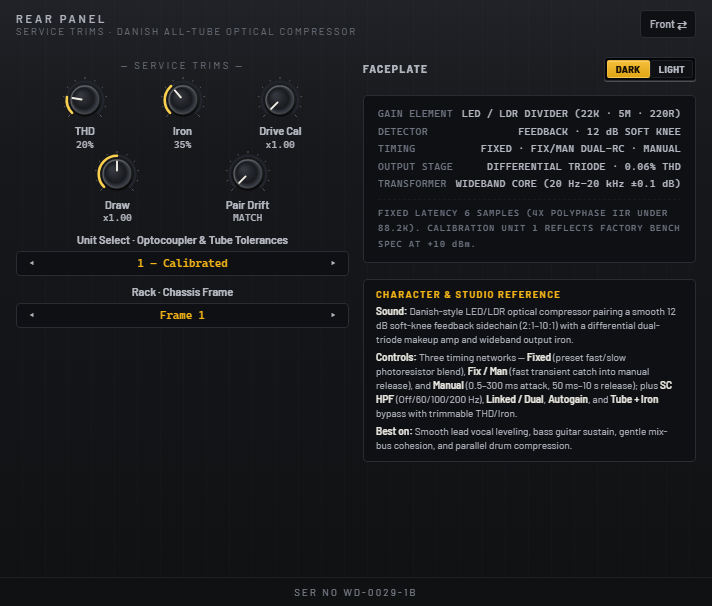 REAR PANEL
SERVICE TRIMS · DANISH ALL-TUBE OPTICAL COMPRESSOR
Front ⇄
— SERVICE TRIMS —
THD
20%
Iron
35%
Drive Cal
x1.00
Draw
x1.00
Pair Drift
MATCH
Unit Select · Optocoupler & Tube Tolerances
◂ 1 — Calibrated ▸
Rack · Chassis Frame
◂ Frame 1 ▸
FACEPLATE
DARK LIGHT
GAIN ELEMENT LED / LDR DIVIDER (22K · 5M · 220R)
DETECTOR FEEDBACK · 12 dB SOFT KNEE
TIMING FIXED · FIX/MAN DUAL-RC · MANUAL
OUTPUT STAGE DIFFERENTIAL TRIODE · 0.06% THD
TRANSFORMER WIDEBAND CORE (20 Hz–20 kHz ±0.1 dB)
FIXED LATENCY 6 SAMPLES (4X POLYPHASE IIR UNDER
88.2K). CALIBRATION UNIT 1 REFLECTS FACTORY BENCH
SPEC AT +10 dBm.
CHARACTER & STUDIO REFERENCE
Sound: Danish-style LED/LDR optical compressor pairing a smooth 12
dB soft-knee feedback sidechain (2:1–10:1) with a differential dual-
triode makeup amp and wideband output iron.
Controls: Three timing networks — Fixed (preset fast/slow
photoresistor blend), Fix / Man (fast transient catch into manual
release), and Manual (0.5–300 ms attack, 50 ms–10 s release); plus SC
HPF (Off/60/100/200 Hz), Linked / Dual, Autogain, and Tube + Iron
bypass with trimmable THD/Iron.
Best on: Smooth lead vocal leveling, bass guitar sustain, gentle mix-
bus cohesion, and parallel drum compression.
SER NO WD-0029-1B